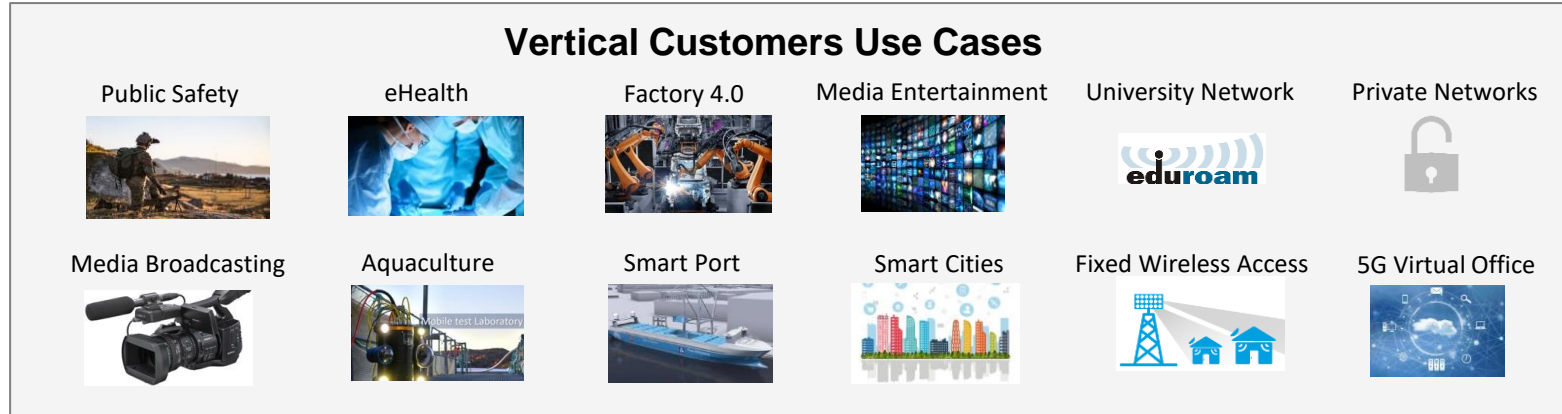 Vertical Customers Use Cases
Public Safety
eHealth
Factory 4.0
Media Entertainment
University Network
Private Networks
eduroam
Media Broadcasting
Aquaculture
Smart Port
Smart Cities
Fixed Wireless Access
5G Virtual Office
Mobile test Laboratory